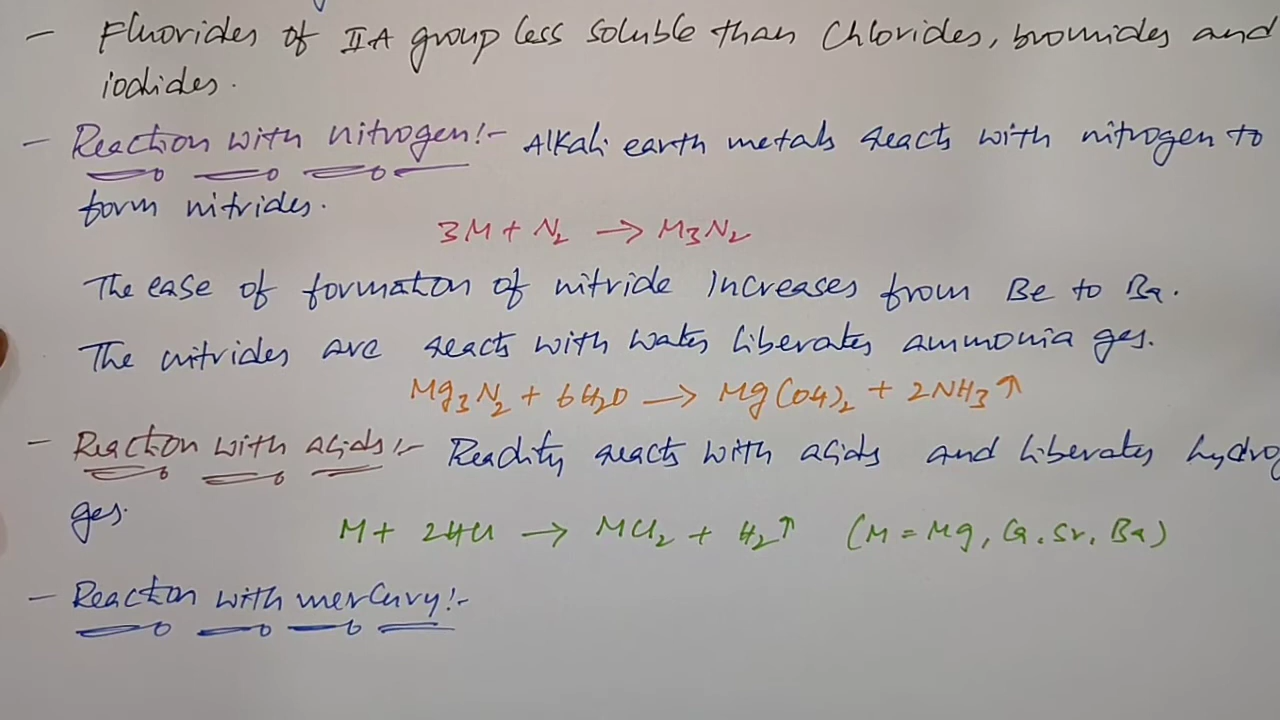 - Fluorides of IIA group less soluble than Chlorides, bromides and
iodides.
- Reaction with nitrogen:- Alkali earth metals reacts with nitrogen to
form nitrides.
3M + N₂ → M₃N₂
The ease of formation of nitride increases from Be to Ba.
The nitrides are reacts with water liberates ammonia gas.
Mg₃N₂ + 6H₂O → Mg(OH)₂ + 2NH₃↑
- Reaction with acids:- Readity reacts with acids and liberates hydro
gas.
M + 2HCl → MCl₂ + H₂↑ (M = Mg, Ca, Sr, Ba)
- Reaction with mercury:-